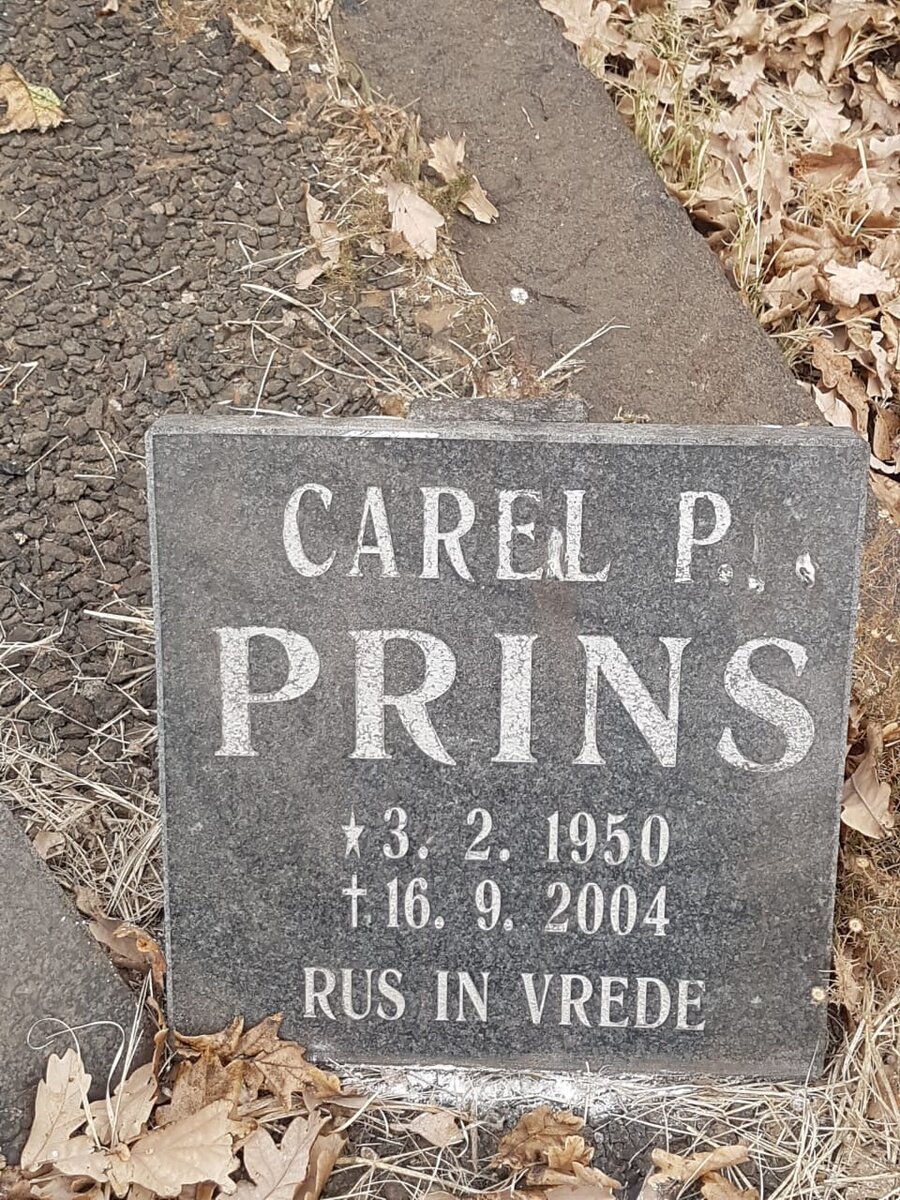 CAREL P.
PRINS
★ 3. 2. 1950
† 16. 9. 2004
RUS IN VREDE